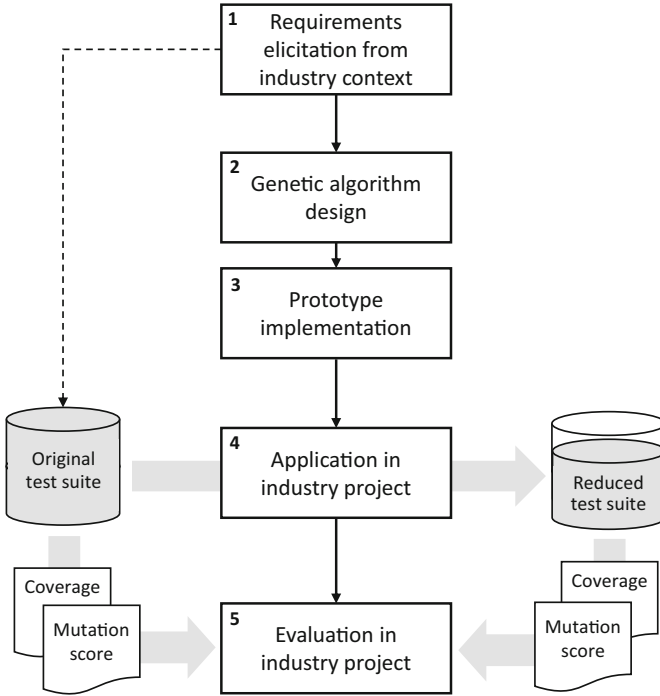 1
Requirements
elicitation from
industry context
2
Genetic algorithm
design
3
Prototype
implementation
Original
test suite
4
Application in
industry project
Reduced
test suite
Coverage
Mutation
score
5
Evaluation in
industry project
Coverage
Mutation
score